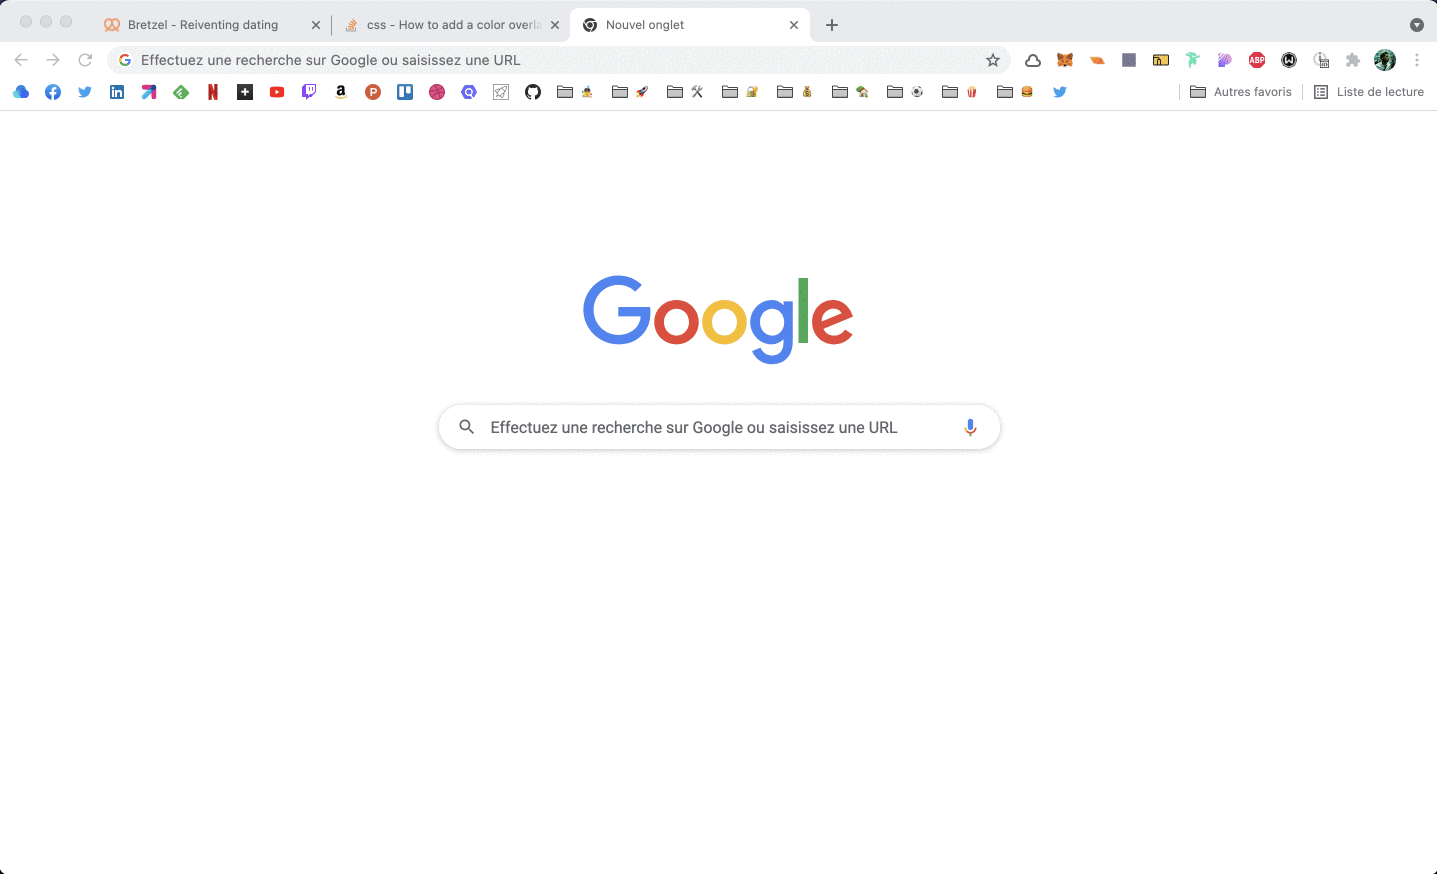 Bretzel - Reiventing dating
css - How to add a color overla
Nouvel onglet
Effectuez une recherche sur Google ou saisissez une URL
ABP
Autres favoris
Liste de lecture
Google
Effectuez une recherche sur Google ou saisissez une URL